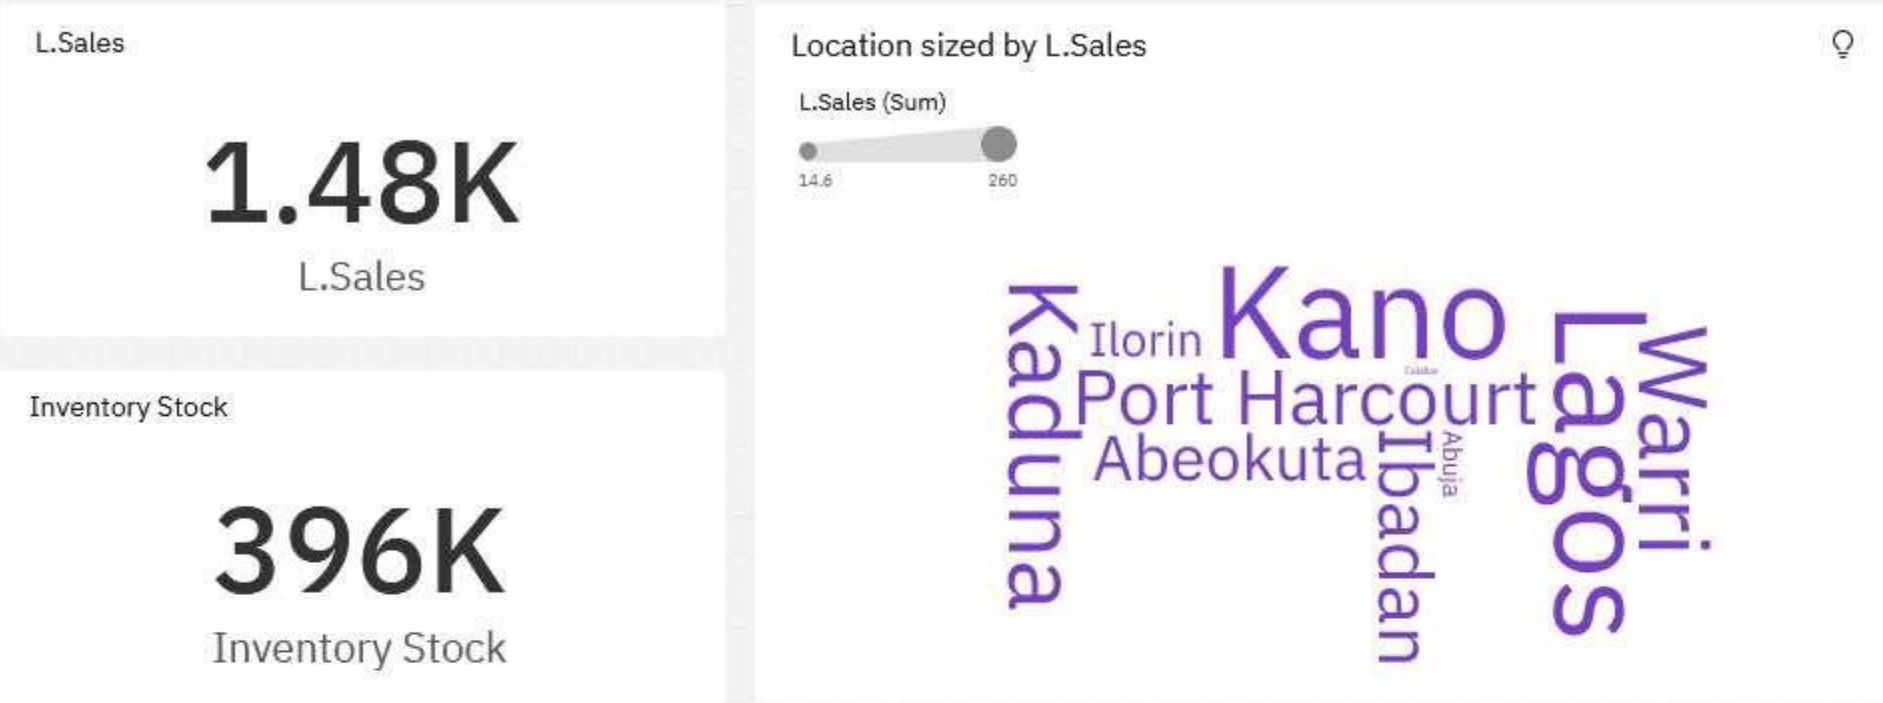 L.Sales
1.48K
L.Sales
Inventory Stock
396K
Inventory Stock
Location sized by L.Sales
L.Sales (Sum)
14.6 260
Kaduna
Ilorin
Kano
Port Harcourt
Abeokuta
Ibadan
Abuja
Lagos
Warri